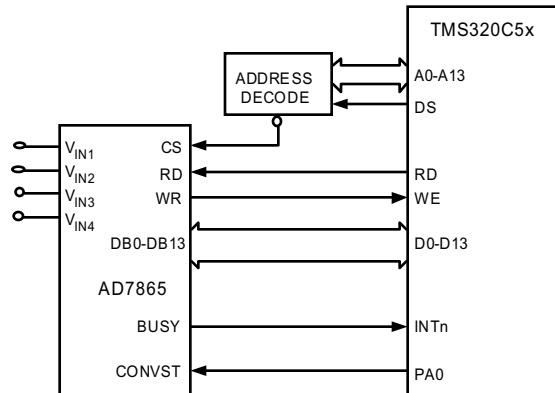 TMS320C5x
ADDRESS
DECODE
A0-A13
DS
VIN1
VIN2
VIN3
VIN4
CS
RD
WR
RD
WE
DB0-DB13
D0-D13
AD7865
BUSY
INTn
CONVST
PA0